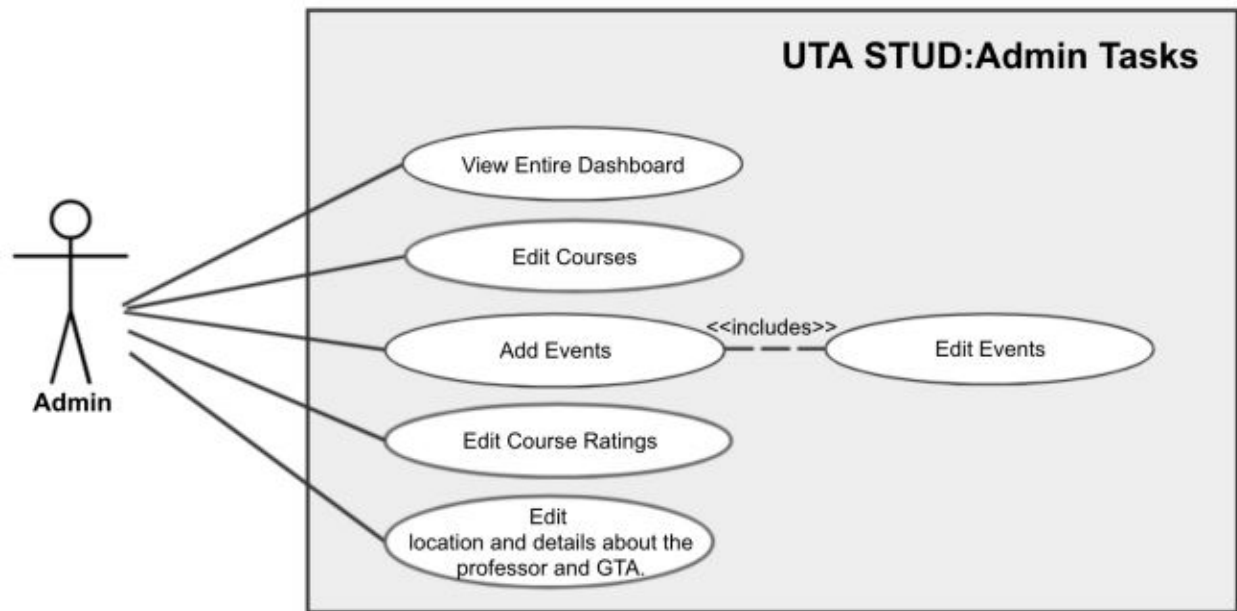 UTA STUD:Admin Tasks
View Entire Dashboard
Edit Courses
<<includes>>
Add Events
Edit Events
Admin
Edit Course Ratings
Edit
location and details about the
professor and GTA.